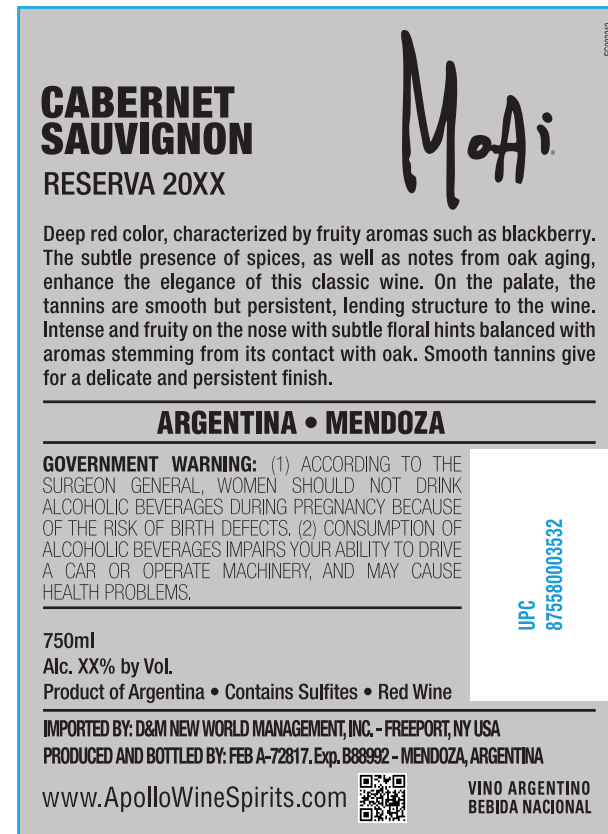 CABERNET
SAUVIGNON
RESERVA 20XX
MoAi
Deep red color, characterized by fruity aromas such as blackberry.
The subtle presence of spices, as well as notes from oak aging,
enhance the elegance of this classic wine. On the palate, the
tannins are smooth but persistent, lending structure to the wine.
Intense and fruity on the nose with subtle floral hints balanced with
aromas stemming from its contact with oak. Smooth tannins give
for a delicate and persistent finish.
ARGENTINA • MENDOZA
GOVERNMENT WARNING: (1) ACCORDING TO THE
SURGEON GENERAL, WOMEN SHOULD NOT DRINK
ALCOHOLIC BEVERAGES DURING PREGNANCY BECAUSE
OF THE RISK OF BIRTH DEFECTS. (2) CONSUMPTION OF
ALCOHOLIC BEVERAGES IMPAIRS YOUR ABILITY TO DRIVE
A CAR OR OPERATE MACHINERY, AND MAY CAUSE
HEALTH PROBLEMS.
UPC
875580003532
750ml
Alc. XX% by Vol.
Product of Argentina • Contains Sulfites • Red Wine
IMPORTED BY: D&M NEW WORLD MANAGEMENT, INC. - FREEPORT, NY USA
PRODUCED AND BOTTLED BY: FEB A-72817. Exp. B88992 - MENDOZA, ARGENTINA
www.ApolloWineSpirits.com
VINO ARGENTINO
BEBIDA NACIONAL